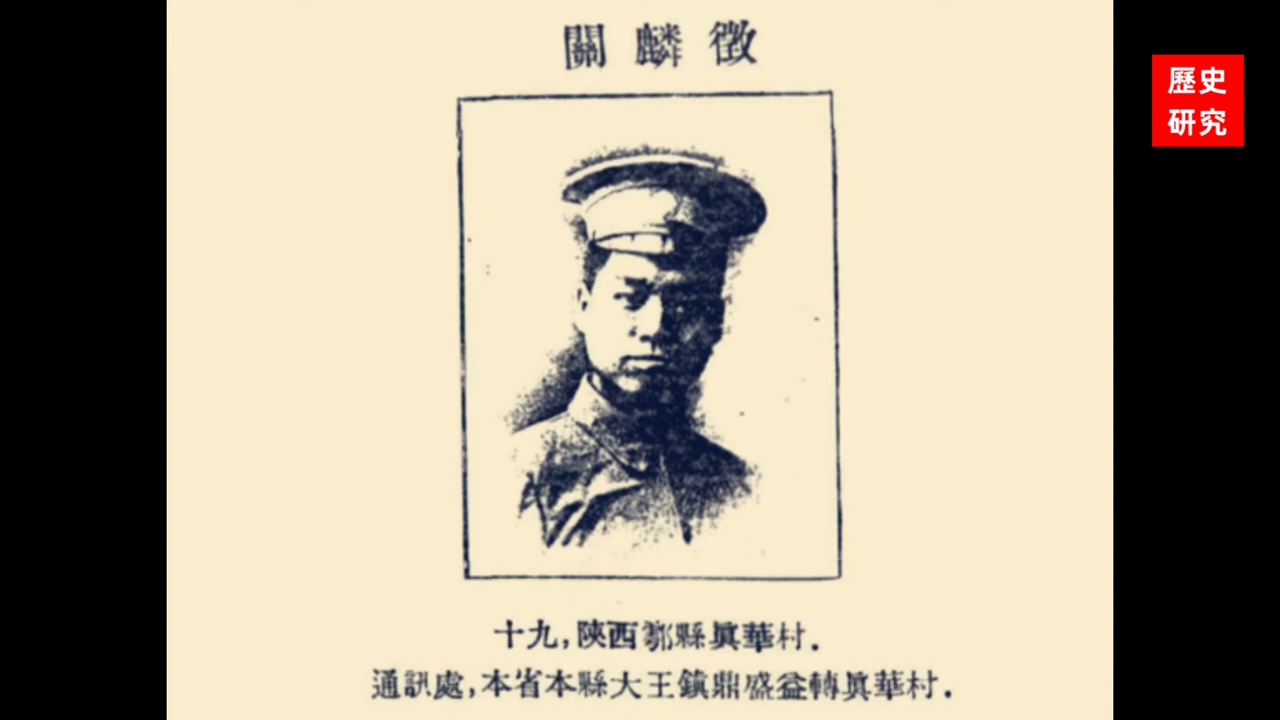 關麟徵
歷史
研究
十九，陝西鄠縣眞華村．
通訊處，本省本縣大王鎮鼎盛益轉眞華村．